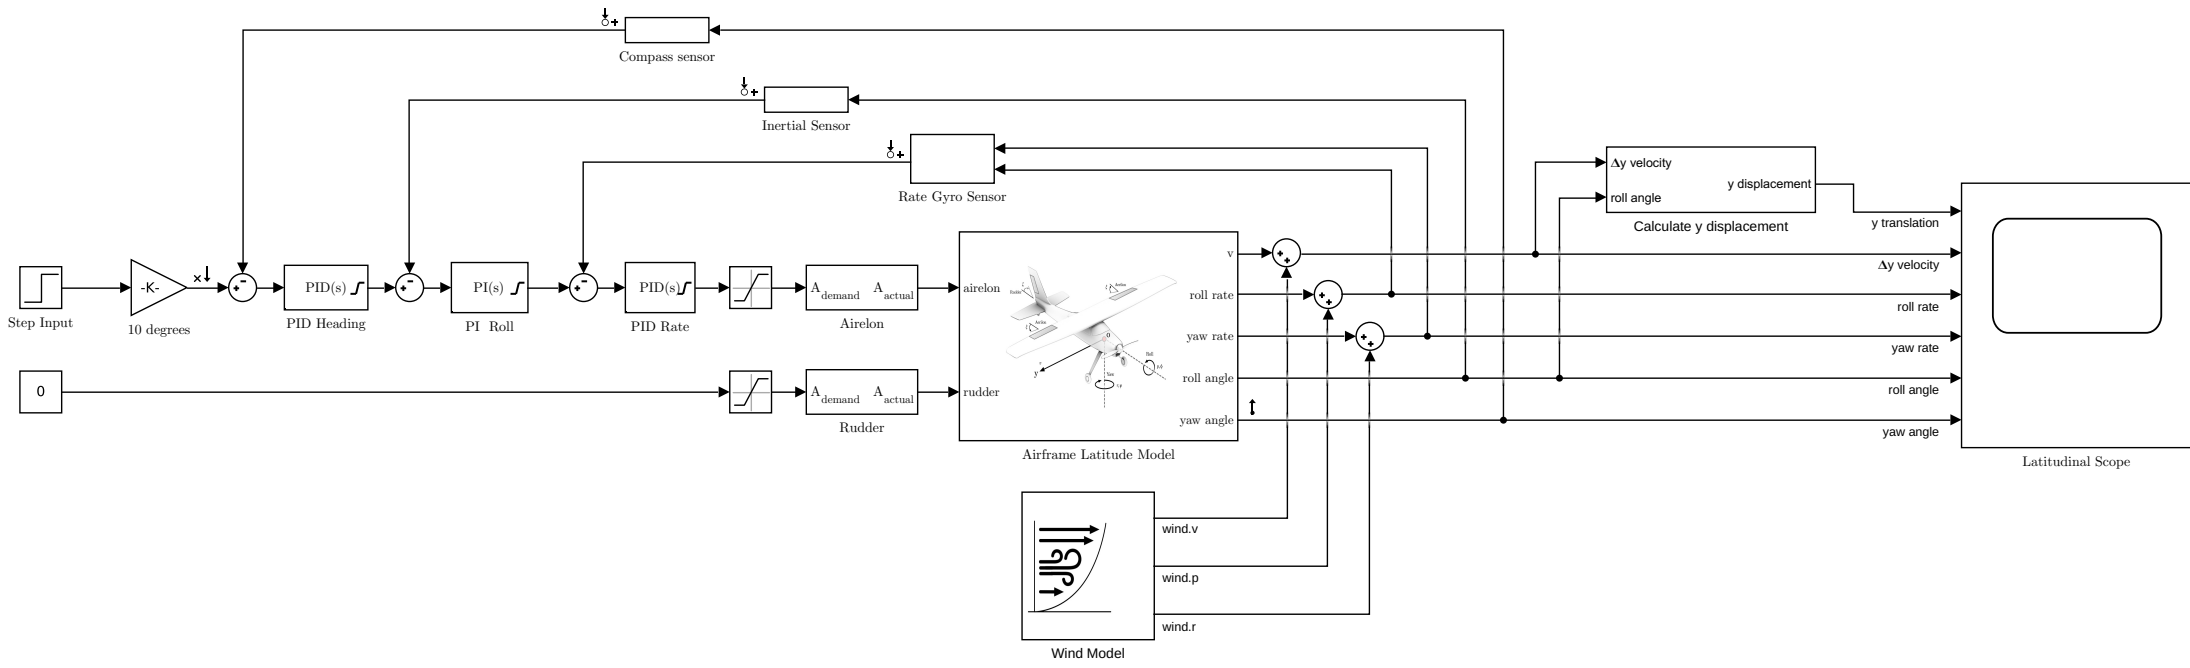 Compass sensor
Inertial Sensor
Rate Gyro Sensor
Δy velocity
roll angle
y displacement
Calculate y displacement
Step Input
-K-
10 degrees
PID(s)
PID Heading
PI(s)
PI Roll
PID(s)
PID Rate
A demand A actual
Airelon
0
A demand A actual
Rudder
airelon
rudder
v
roll rate
yaw rate
roll angle
yaw angle
Airframe Latitude Model
y translation
Δy velocity
roll rate
yaw rate
roll angle
yaw angle
Latitudinal Scope
wind.v
wind.p
wind.r
Wind Model